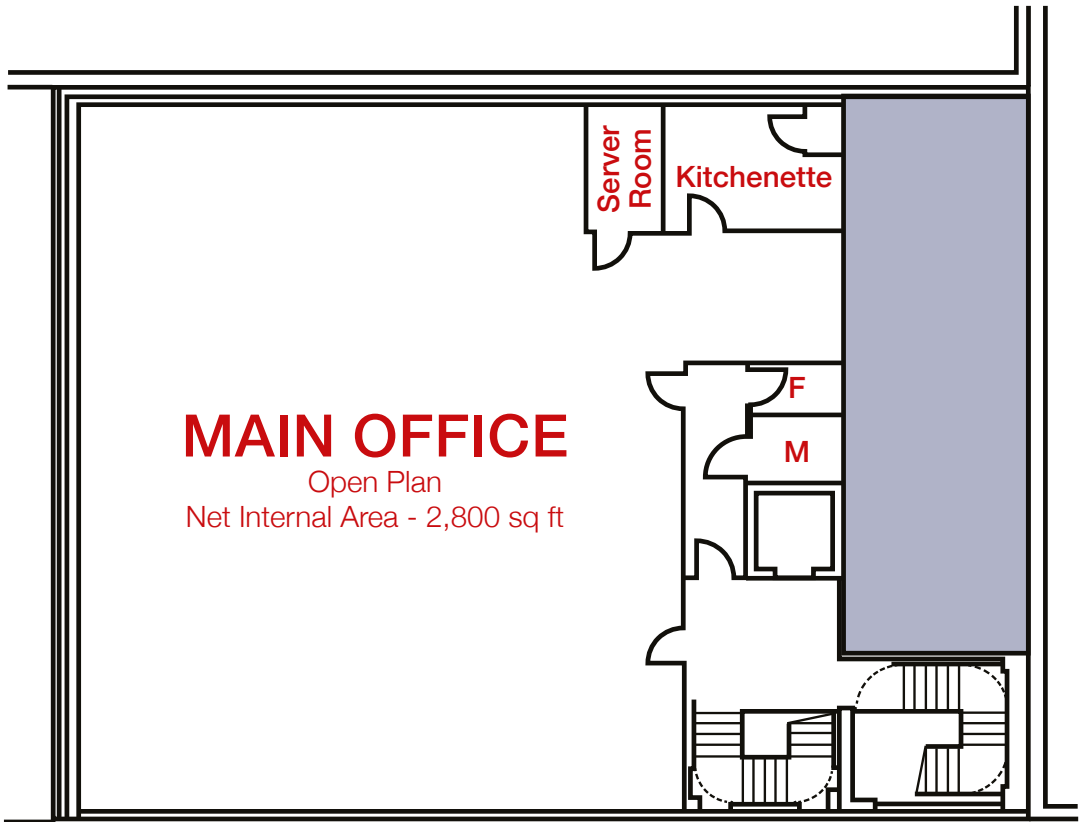 Server
Room
Kitchenette
F
M
MAIN OFFICE
Open Plan
Net Internal Area - 2,800 sq ft